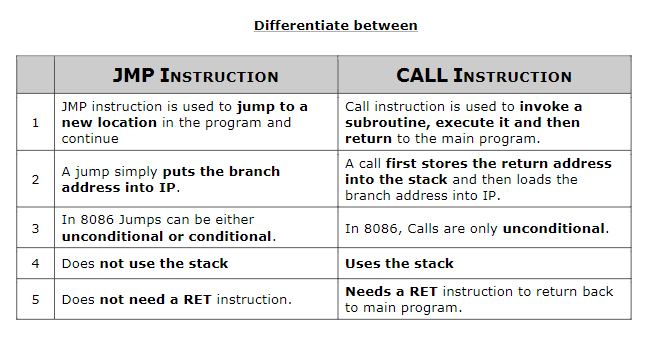 Differentiate between
JMP INSTRUCTION
CALL INSTRUCTION
1
JMP instruction is used to jump to a
new location in the program and
continue
Call instruction is used to invoke a
subroutine, execute it and then
return to the main program.
2
A jump simply puts the branch
address into IP.
A call first stores the return address
into the stack and then loads the
branch address into IP.
3
In 8086 Jumps can be either
unconditional or conditional.
In 8086, Calls are only unconditional.
4
Does not use the stack
Uses the stack
5
Does not need a RET instruction.
Needs a RET instruction to return back
to main program.